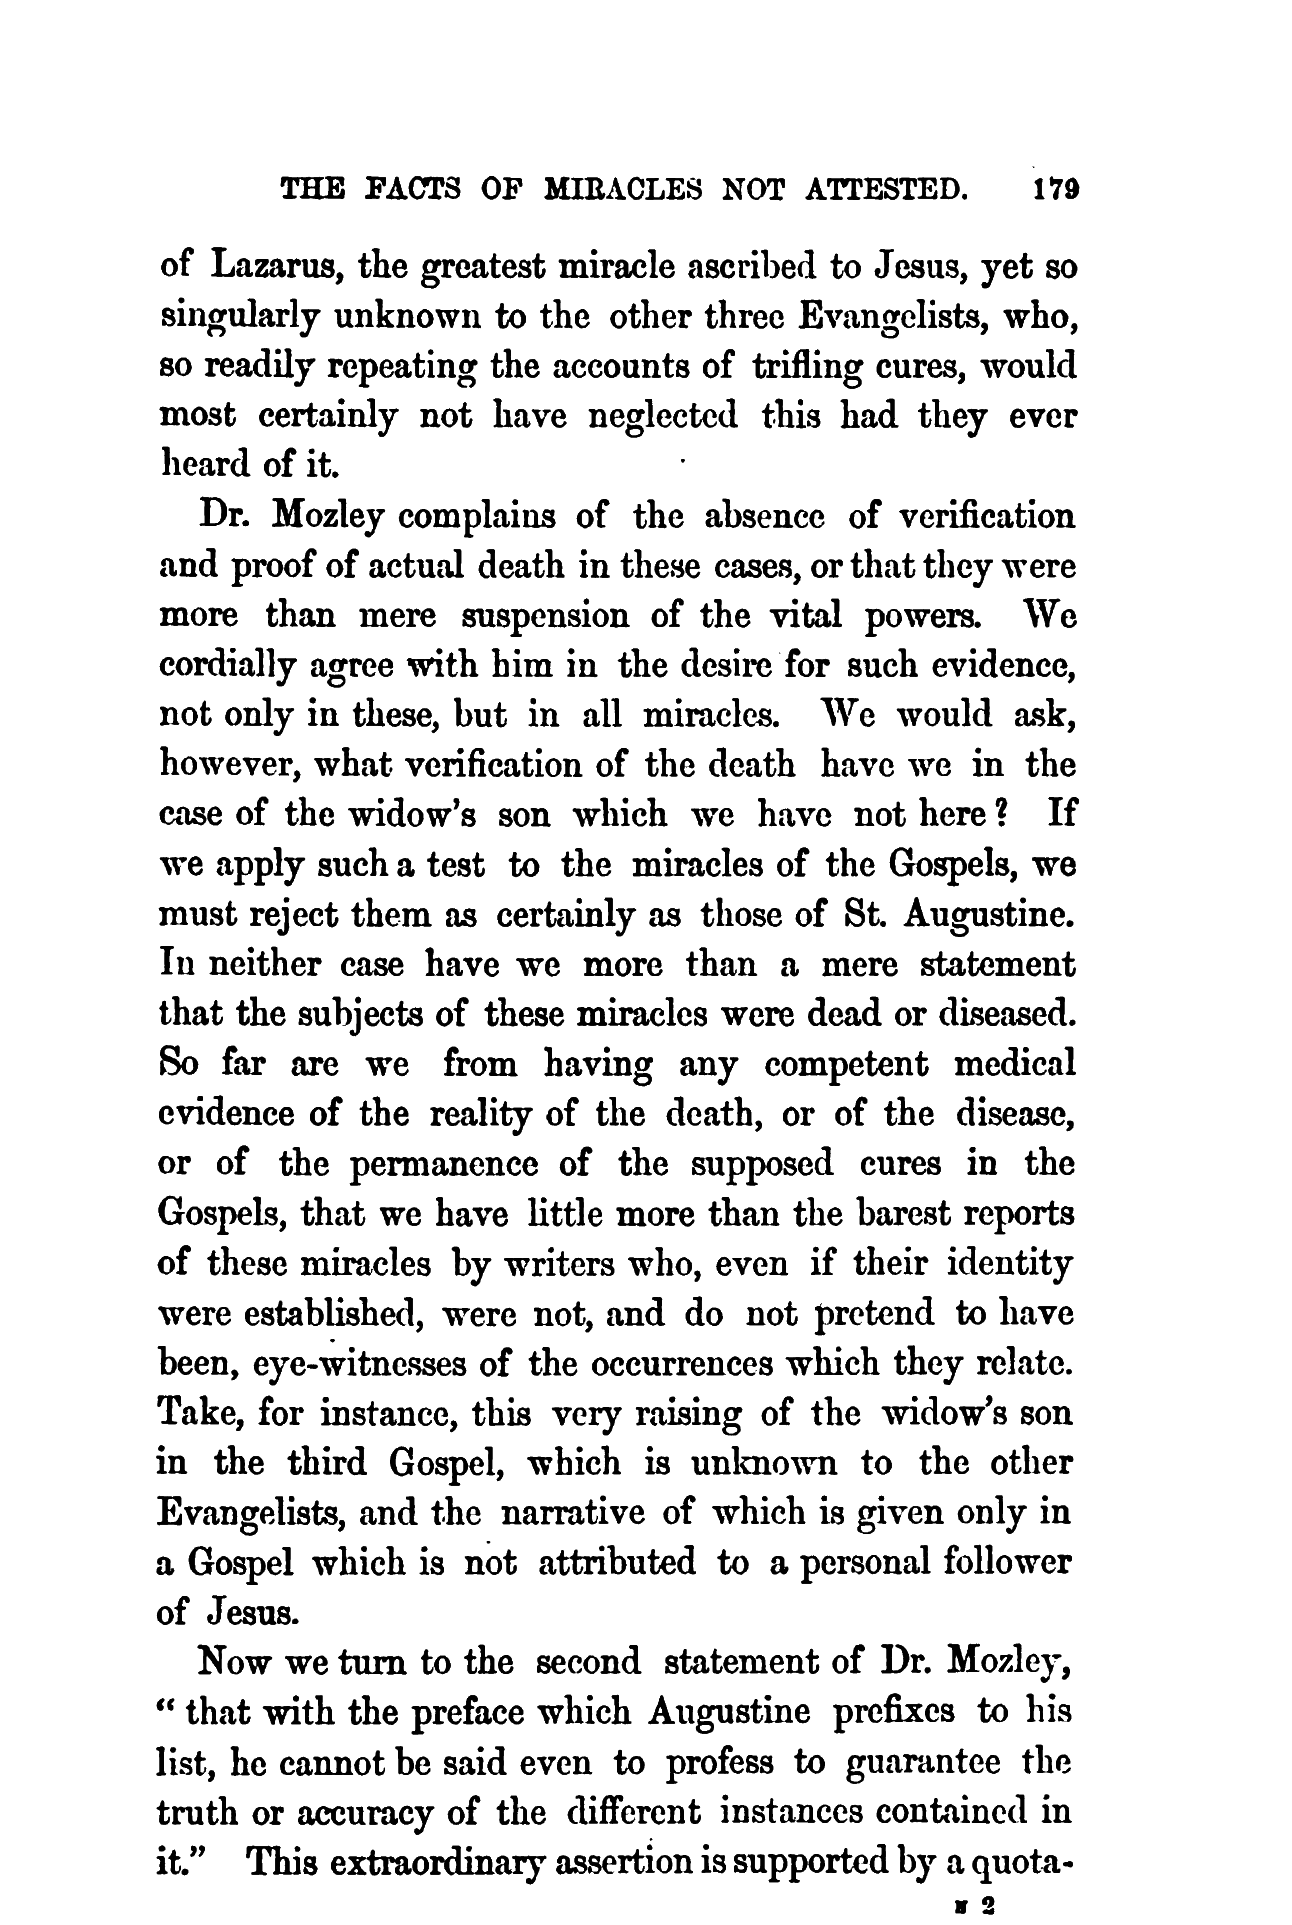 THE FACTS OF MIRACLES NOT ATTESTED. 179
of Lazarus, the greatest miracle ascribed to Jesus, yet so
singularly unknown to the other three Evangelists, who,
so readily repeating the accounts of trifling cures, would
most certainly not have neglected this had they ever
heard of it.
Dr. Mozley complains of the absence of verification
and proof of actual death in these cases, or that they were
more than mere suspension of the vital powers. We
cordially agree with him in the desire for such evidence,
not only in these, but in all miracles. We would ask,
however, what verification of the death have we in the
case of the widow's son which we have not here? If
we apply such a test to the miracles of the Gospels, we
must reject them as certainly as those of St. Augustine.
In neither case have we more than a mere statement
that the subjects of these miracles were dead or diseased.
So far are we from having any competent medical
evidence of the reality of the death, or of the disease,
or of the permanence of the supposed cures in the
Gospels, that we have little more than the barest reports
of these miracles by writers who, even if their identity
were established, were not, and do not pretend to have
been, eye-witnesses of the occurrences which they relate.
Take, for instance, this very raising of the widow's son
in the third Gospel, which is unknown to the other
Evangelists, and the narrative of which is given only in
a Gospel which is not attributed to a personal follower
of Jesus.
Now we turn to the second statement of Dr. Mozley,
"that with the preface which Augustine prefixes to his
list, he cannot be said even to profess to guarantee the
truth or accuracy of the different instances contained in
it." This extraordinary assertion is supported by a quota-
N 2